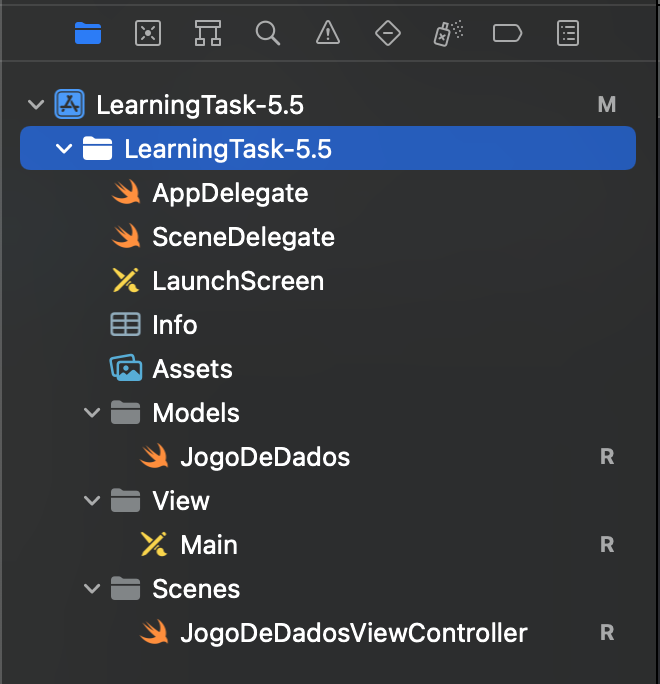 LearningTask-5.5 M
LearningTask-5.5
AppDelegate
SceneDelegate
LaunchScreen
Info
Assets
Models
JogoDeDados R
View
Main R
Scenes
JogoDeDadosViewController R